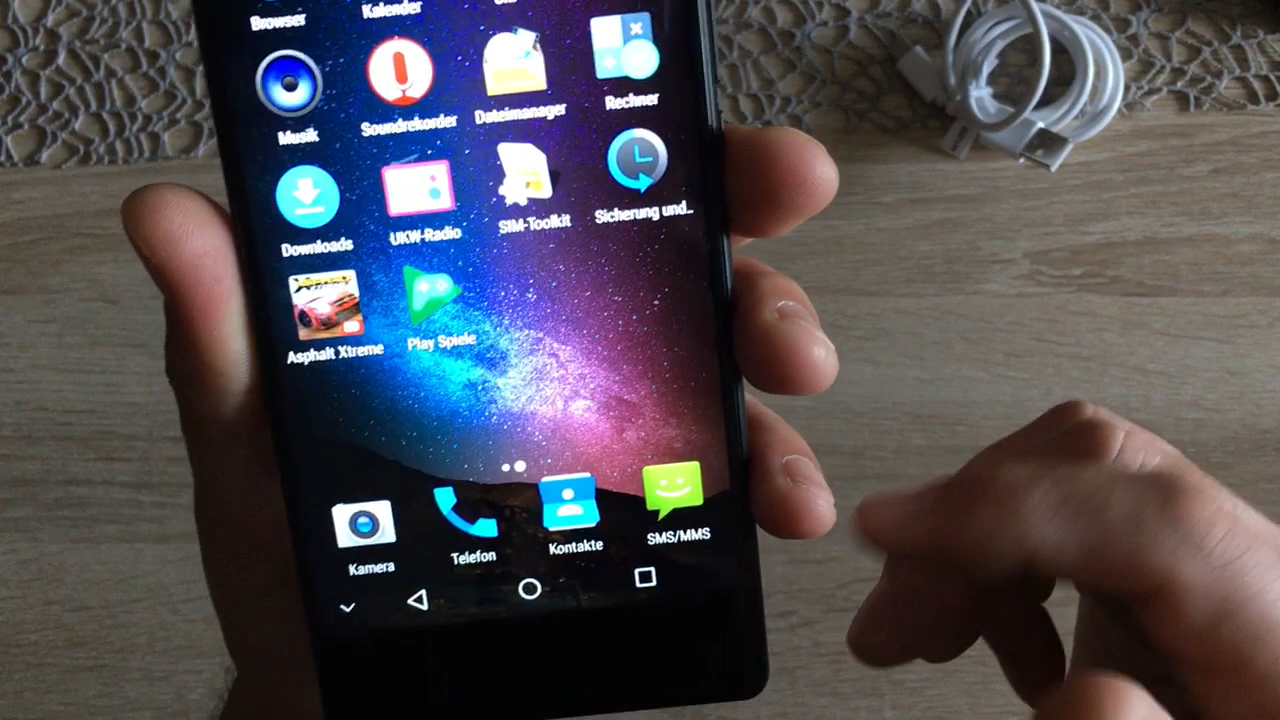 Browser
Kalender
Musik
Soundrekorder
Dateimanager
Rechner
Downloads
UKW-Radio
SIM-Toolkit
Sicherung und..
Asphalt Xtreme
Play Spiele
Kamera
Telefon
Kontakte
SMS/MMS